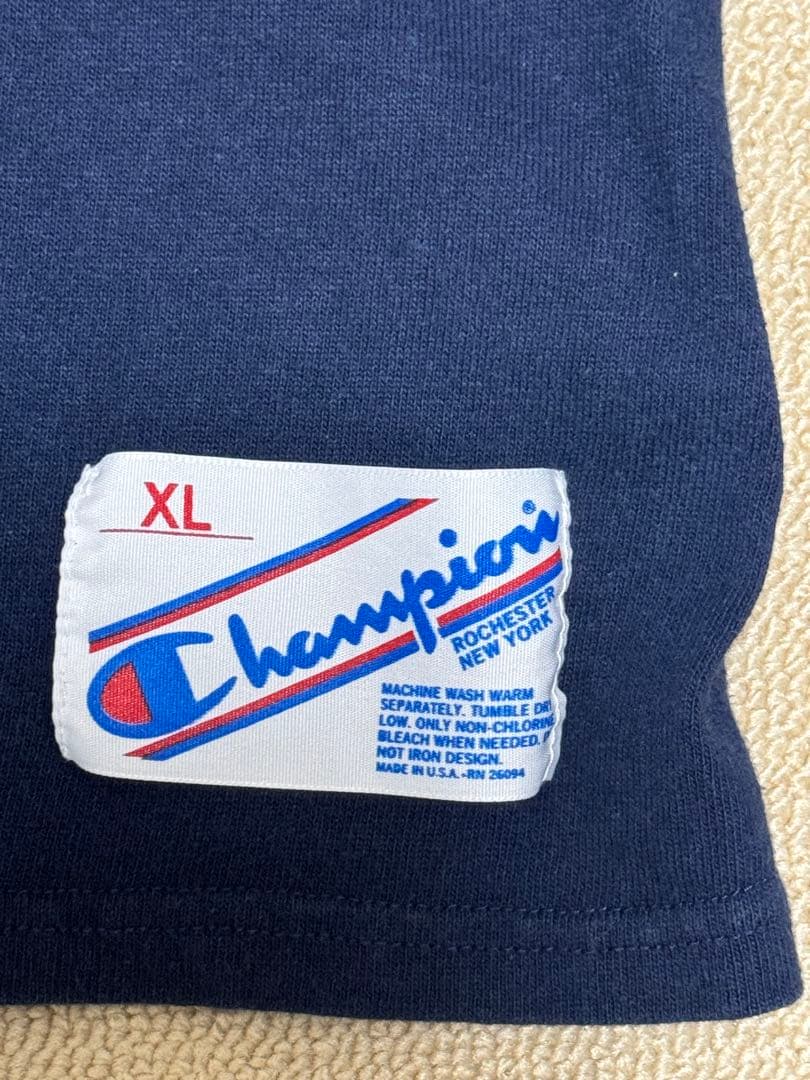 XL
Champion®
ROCHESTER
NEW YORK
MACHINE WASH WARM
SEPARATELY. TUMBLE
LOW. ONLY NON-CHLORINE
BLEACH WHEN NEEDED.
NOT IRON DESIGN.
MADE IN U.S.A.-RN 26094